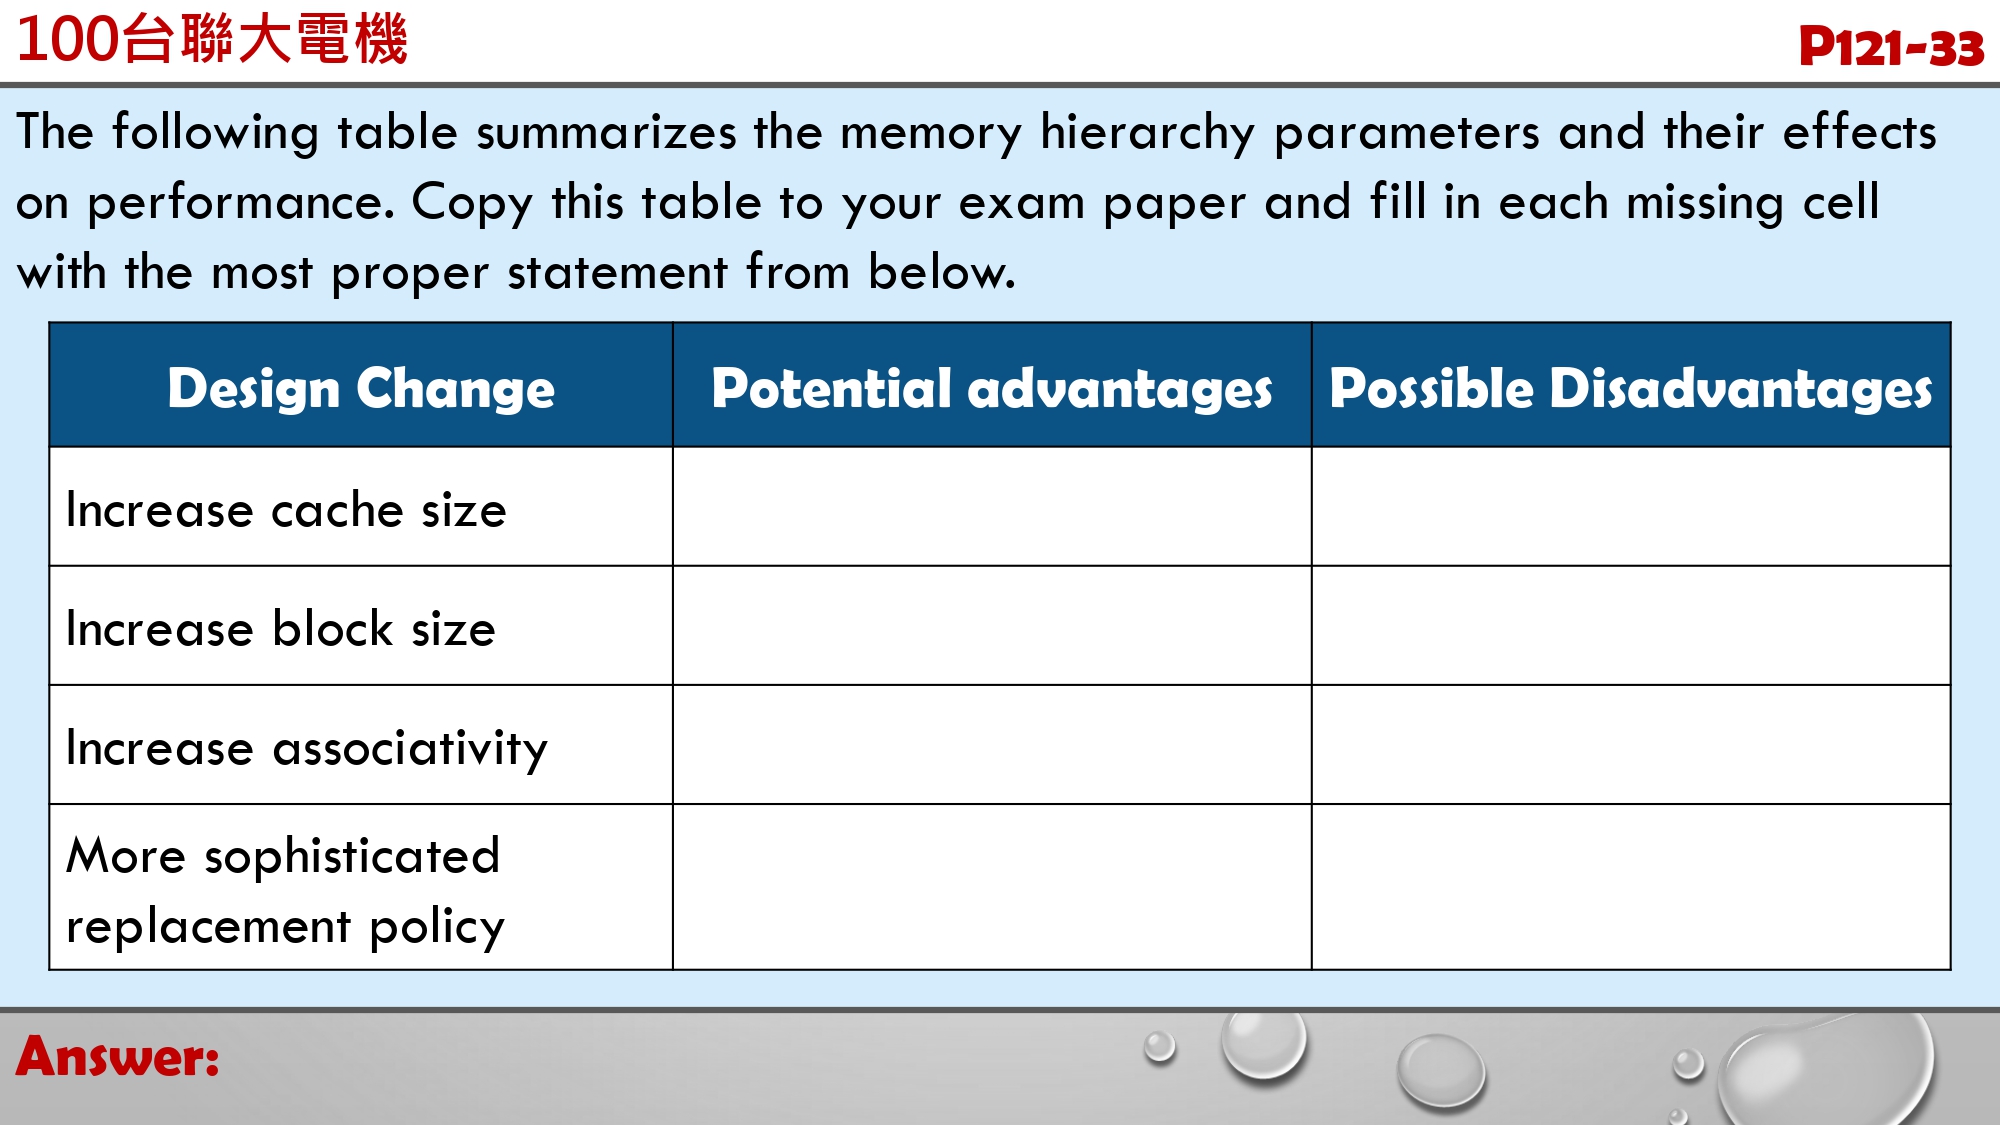 100台聯大電機
P121-33
The following table summarizes the memory hierarchy parameters and their effects
on performance. Copy this table to your exam paper and fill in each missing cell
with the most proper statement from below.
Design Change
Potential advantages
Possible Disadvantages
Increase cache size
Increase block size
Increase associativity
More sophisticated
replacement policy
Answer: